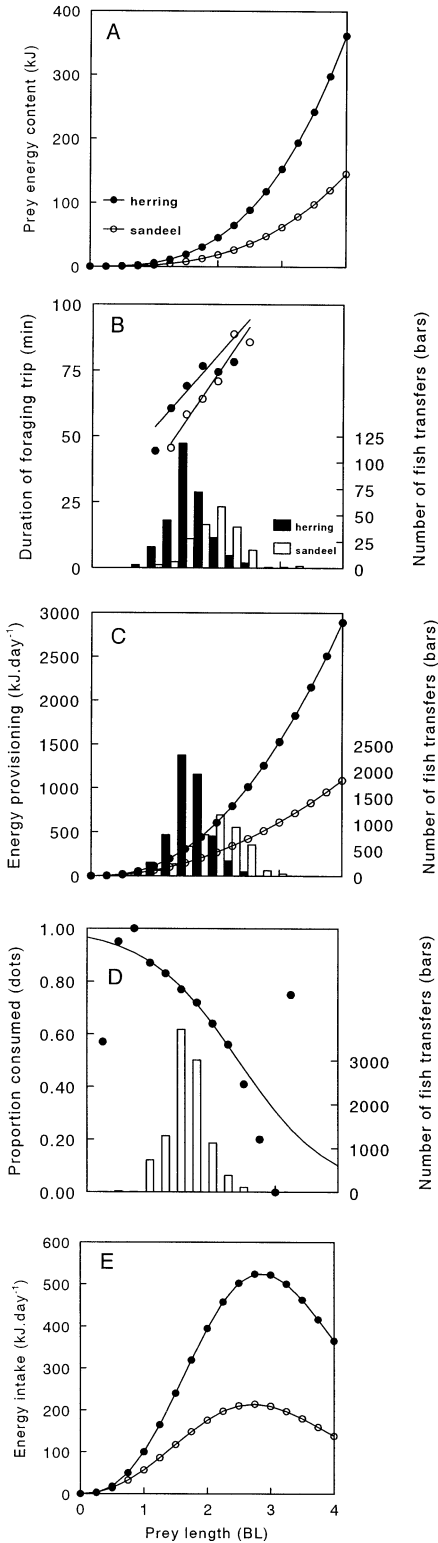 A
Prey energy content (kJ)
400
300
200
100
0
herring
sandeel
B
Duration of foraging trip (min)
100
75
50
25
0
125
100
75
50
25
0
Number of fish transfers (bars)
herring
sandeel
C
Energy provisioning (kJ.day-1)
3000
2500
2000
1500
1000
500
0
2500
2000
1500
1000
500
0
Number of fish transfers (bars)
D
Proportion consumed (dots)
1.00
0.80
0.60
0.40
0.20
0.00
3000
2000
1000
0
Number of fish transfers (bars)
E
Energy intake (kJ.day-1)
600
500
400
300
200
100
0
0 1 2 3 4
Prey length (BL)